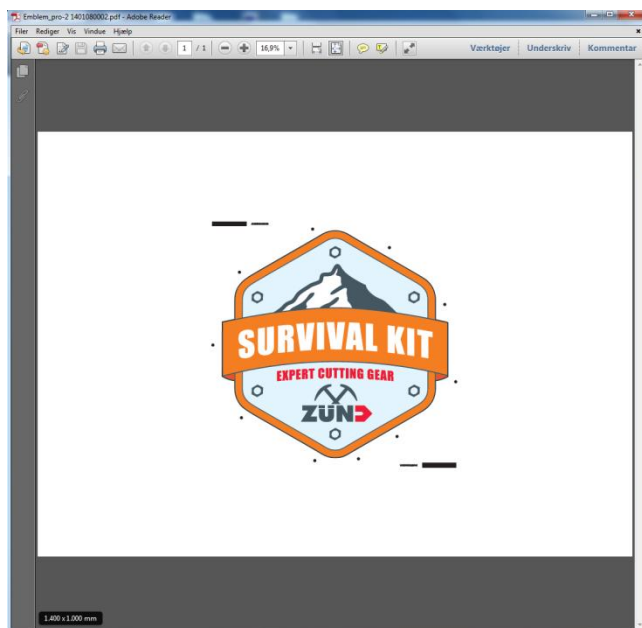 Emblem_pro-2 1401080002.pdf - Adobe Reader
Filer Rediger Vis Vindue Hjælp
1 / 1 16,9% Værktøjer Underskriv Kommentar
SURVIVAL KIT
EXPERT CUTTING GEAR
ZÜND
1.400 x 1.000 mm